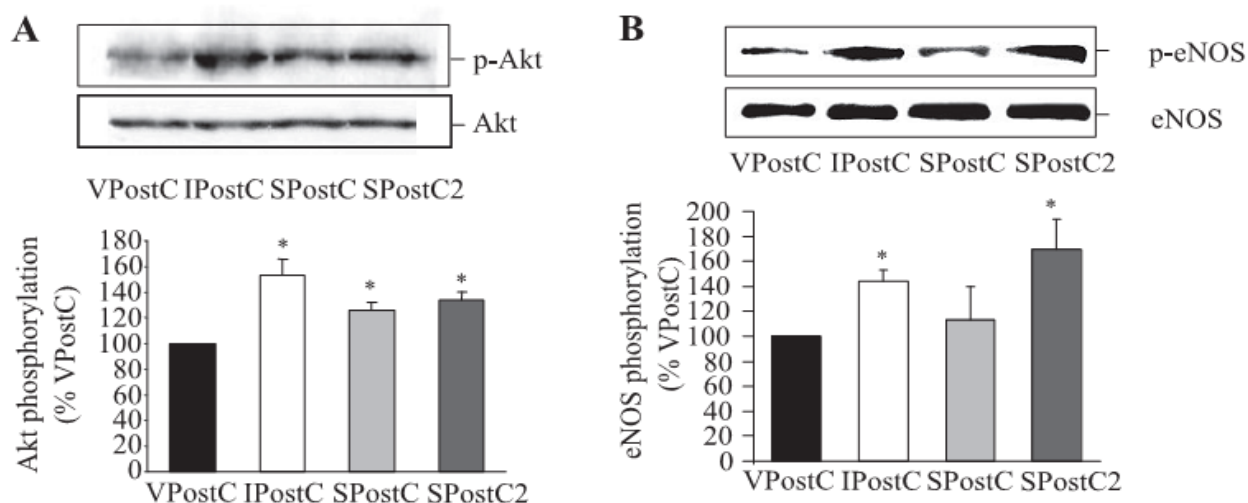 A
p-Akt
Akt
VPostC IPostC SPostC SPostC2
Akt phosphorylation
(% VPostC)
180
160
140
120
100
80
60
40
20
0
*
*
*
VPostC IPostC SPostC SPostC2
B
p-eNOS
eNOS
VPostC IPostC SPostC SPostC2
eNOS phosphorylation
(% VPostC)
200
180
160
140
120
100
80
60
40
20
0
*
*
VPostC IPostC SPostC SPostC2